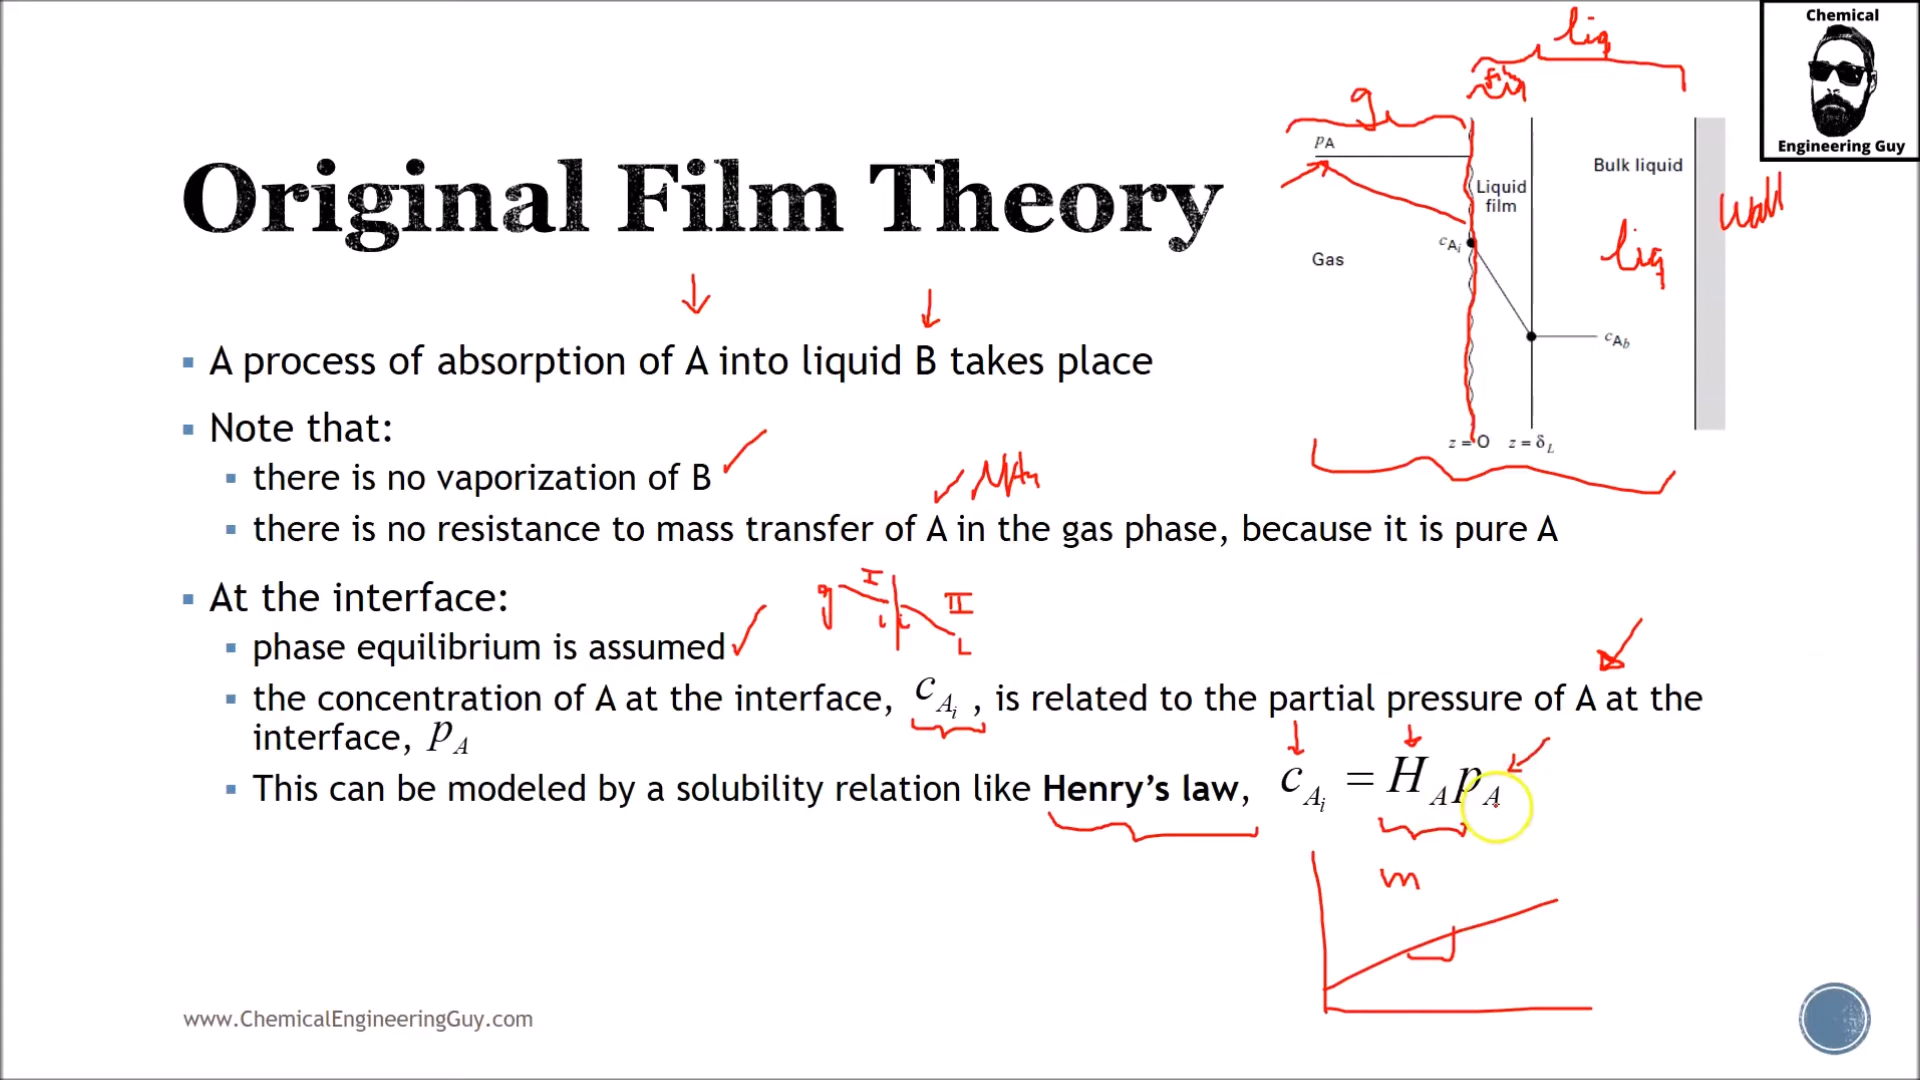 Chemical
Engineering Guy
liq
film
g
pA
Bulk liquid
Liquid
film
wall
cAi
Gas
liq
cAb
z = 0 z = δL
Original Film Theory
A process of absorption of A into liquid B takes place
Note that:
there is no vaporization of B
there is no resistance to mass transfer of A in the gas phase, because it is pure A
At the interface:
g I i i II L
phase equilibrium is assumed
the concentration of A at the interface, cAi , is related to the partial pressure of A at the
interface, pA
This can be modeled by a solubility relation like Henry's law, cAi = HA pA
m
www.ChemicalEngineeringGuy.com